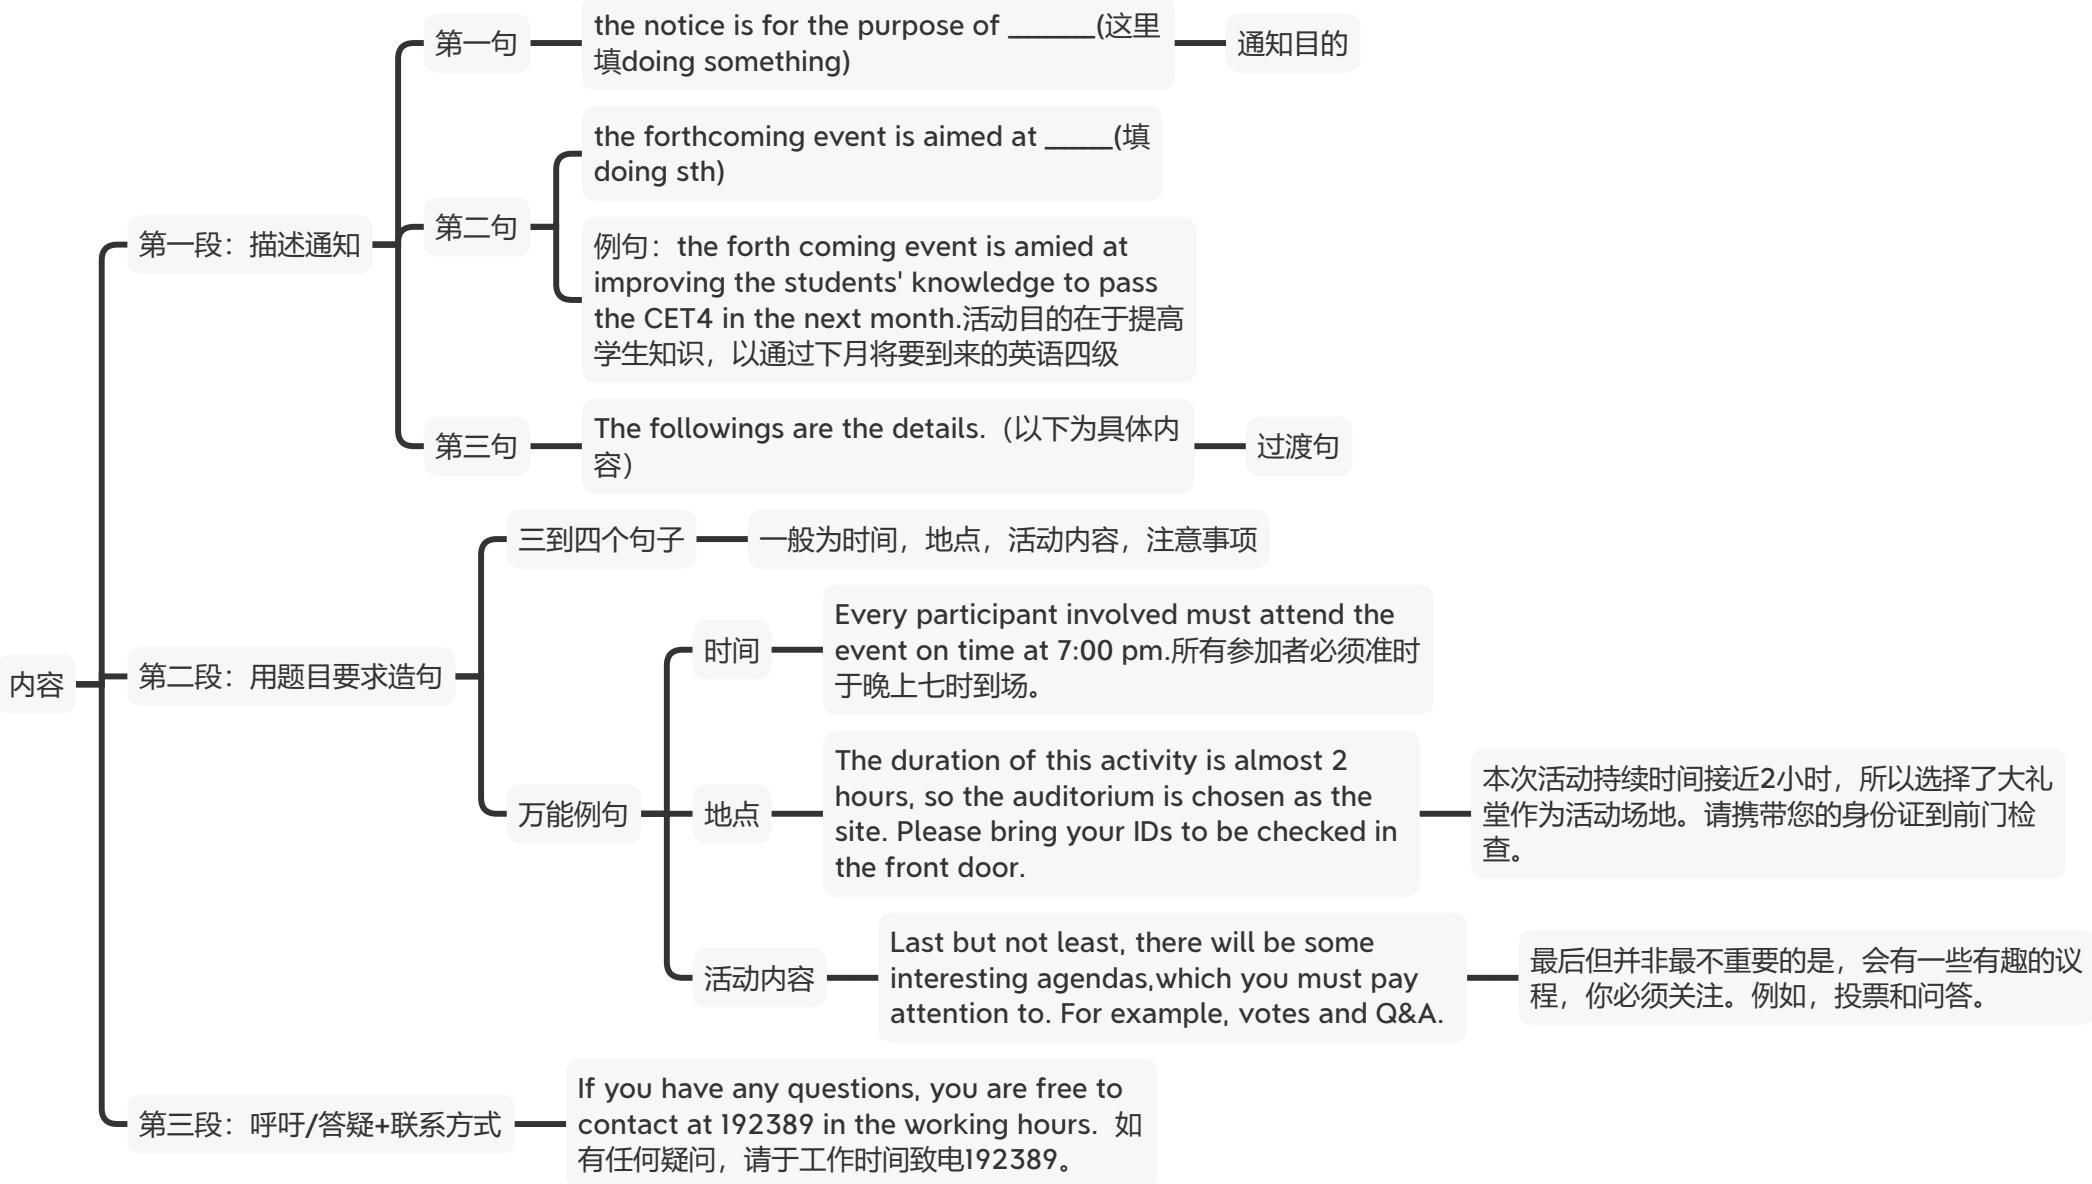 内容
第一段：描述通知
第一句
the notice is for the purpose of ______(这里
填doing something)
通知目的
第二句
the forthcoming event is aimed at _____(填
doing sth)
例句：the forth coming event is amied at
improving the students' knowledge to pass
the CET4 in the next month.活动目的在于提高
学生知识，以通过下月将要到来的英语四级
第三句
The followings are the details.（以下为具体内
容）
过渡句
第二段：用题目要求造句
三到四个句子
一般为时间，地点，活动内容，注意事项
万能例句
时间
Every participant involved must attend the
event on time at 7:00 pm.所有参加者必须准时
于晚上七时到场。
地点
The duration of this activity is almost 2
hours, so the auditorium is chosen as the
site. Please bring your IDs to be checked in
the front door.
本次活动持续时间接近2小时，所以选择了大礼
堂作为活动场地。请携带您的身份证到前门检
查。
活动内容
Last but not least, there will be some
interesting agendas,which you must pay
attention to. For example, votes and Q&A.
最后但并非最不重要的是，会有一些有趣的议
程，你必须关注。例如，投票和问答。
第三段：呼吁/答疑+联系方式
If you have any questions, you are free to
contact at 192389 in the working hours. 如
有任何疑问，请于工作时间致电192389。